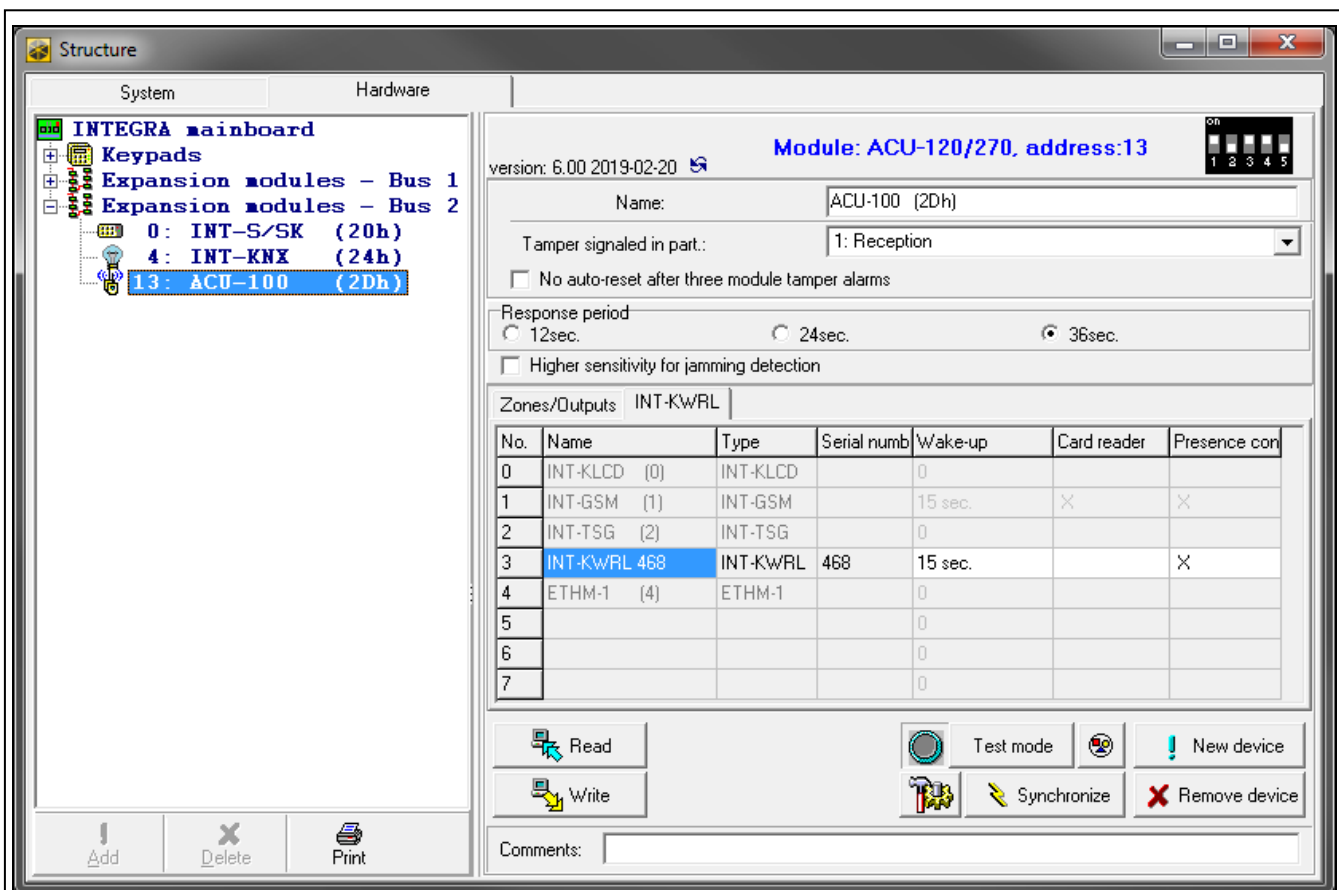 Structure
System Hardware
INTEGRA mainboard
Keypads
Expansion modules - Bus 1
Expansion modules - Bus 2
0: INT-S/SK (20h)
4: INT-KNX (24h)
13: ACU-100 (2Dh)
Add Delete Print
version: 6.00 2019-02-20 Module: ACU-120/270, address:13
on
1 2 3 4 5
Name: ACU-100 (2Dh)
Tamper signaled in part.: 1: Reception
No auto-reset after three module tamper alarms
Response period
12sec. 24sec. 36sec.
Higher sensitivity for jamming detection
Zones/Outputs INT-KWRL
No. Name Type Serial numb Wake-up Card reader Presence con
0 INT-KLCD (0) INT-KLCD 0
1 INT-GSM (1) INT-GSM 15 sec. X X
2 INT-TSG (2) INT-TSG 0
3 INT-KWRL 468 INT-KWRL 468 15 sec. X
4 ETHM-1 (4) ETHM-1 0
5 0
6 0
7 0
Read Test mode New device
Write Synchronize Remove device
Comments: